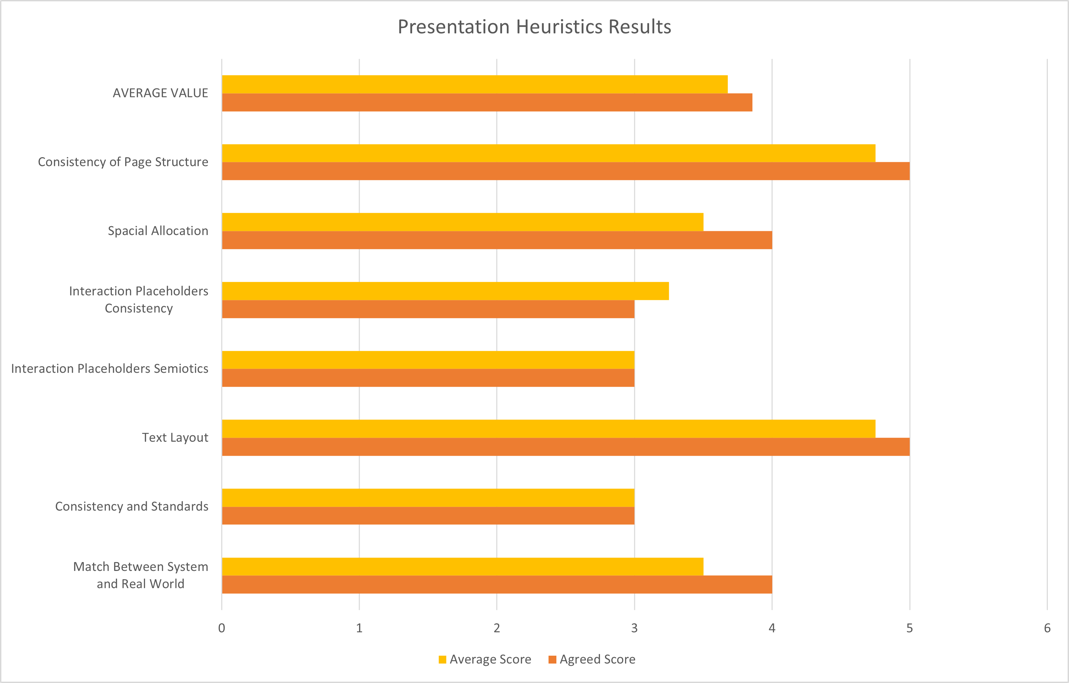 Presentation Heuristics Results
AVERAGE VALUE
Consistency of Page Structure
Spacial Allocation
Interaction Placeholders
Consistency
Interaction Placeholders Semiotics
Text Layout
Consistency and Standards
Match Between System
and Real World
0 1 2 3 4 5 6
Average Score Agreed Score